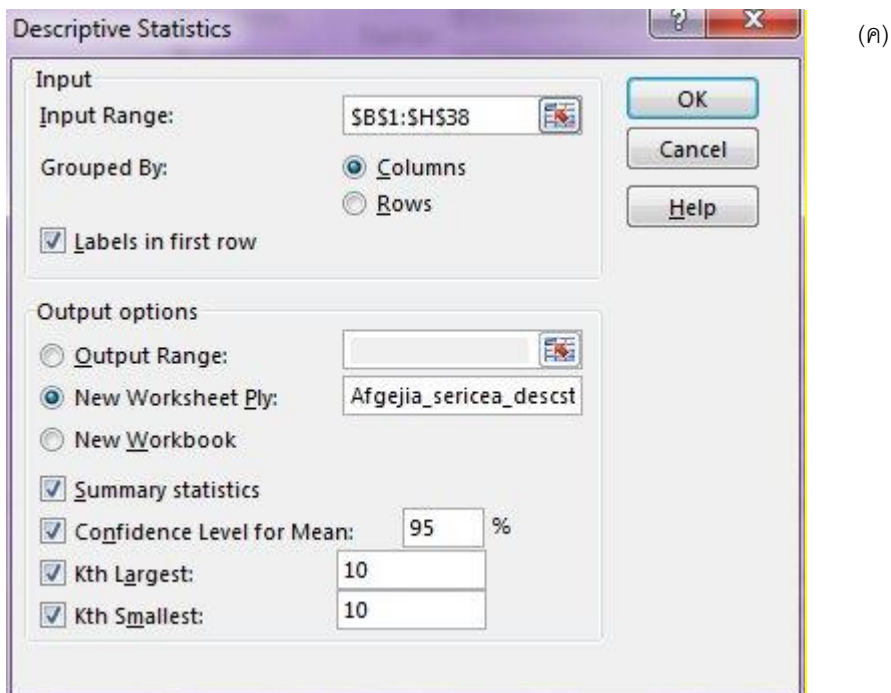 Descriptive Statistics
(ค)
Input
Input Range: $B$1:$H$38
OK
Grouped By: Columns
Cancel
Rows
Help
Labels in first row
Output options
Output Range:
New Worksheet Ply: Afgejia_sericea_descst
New Workbook
Summary statistics
Confidence Level for Mean: 95 %
Kth Largest: 10
Kth Smallest: 10